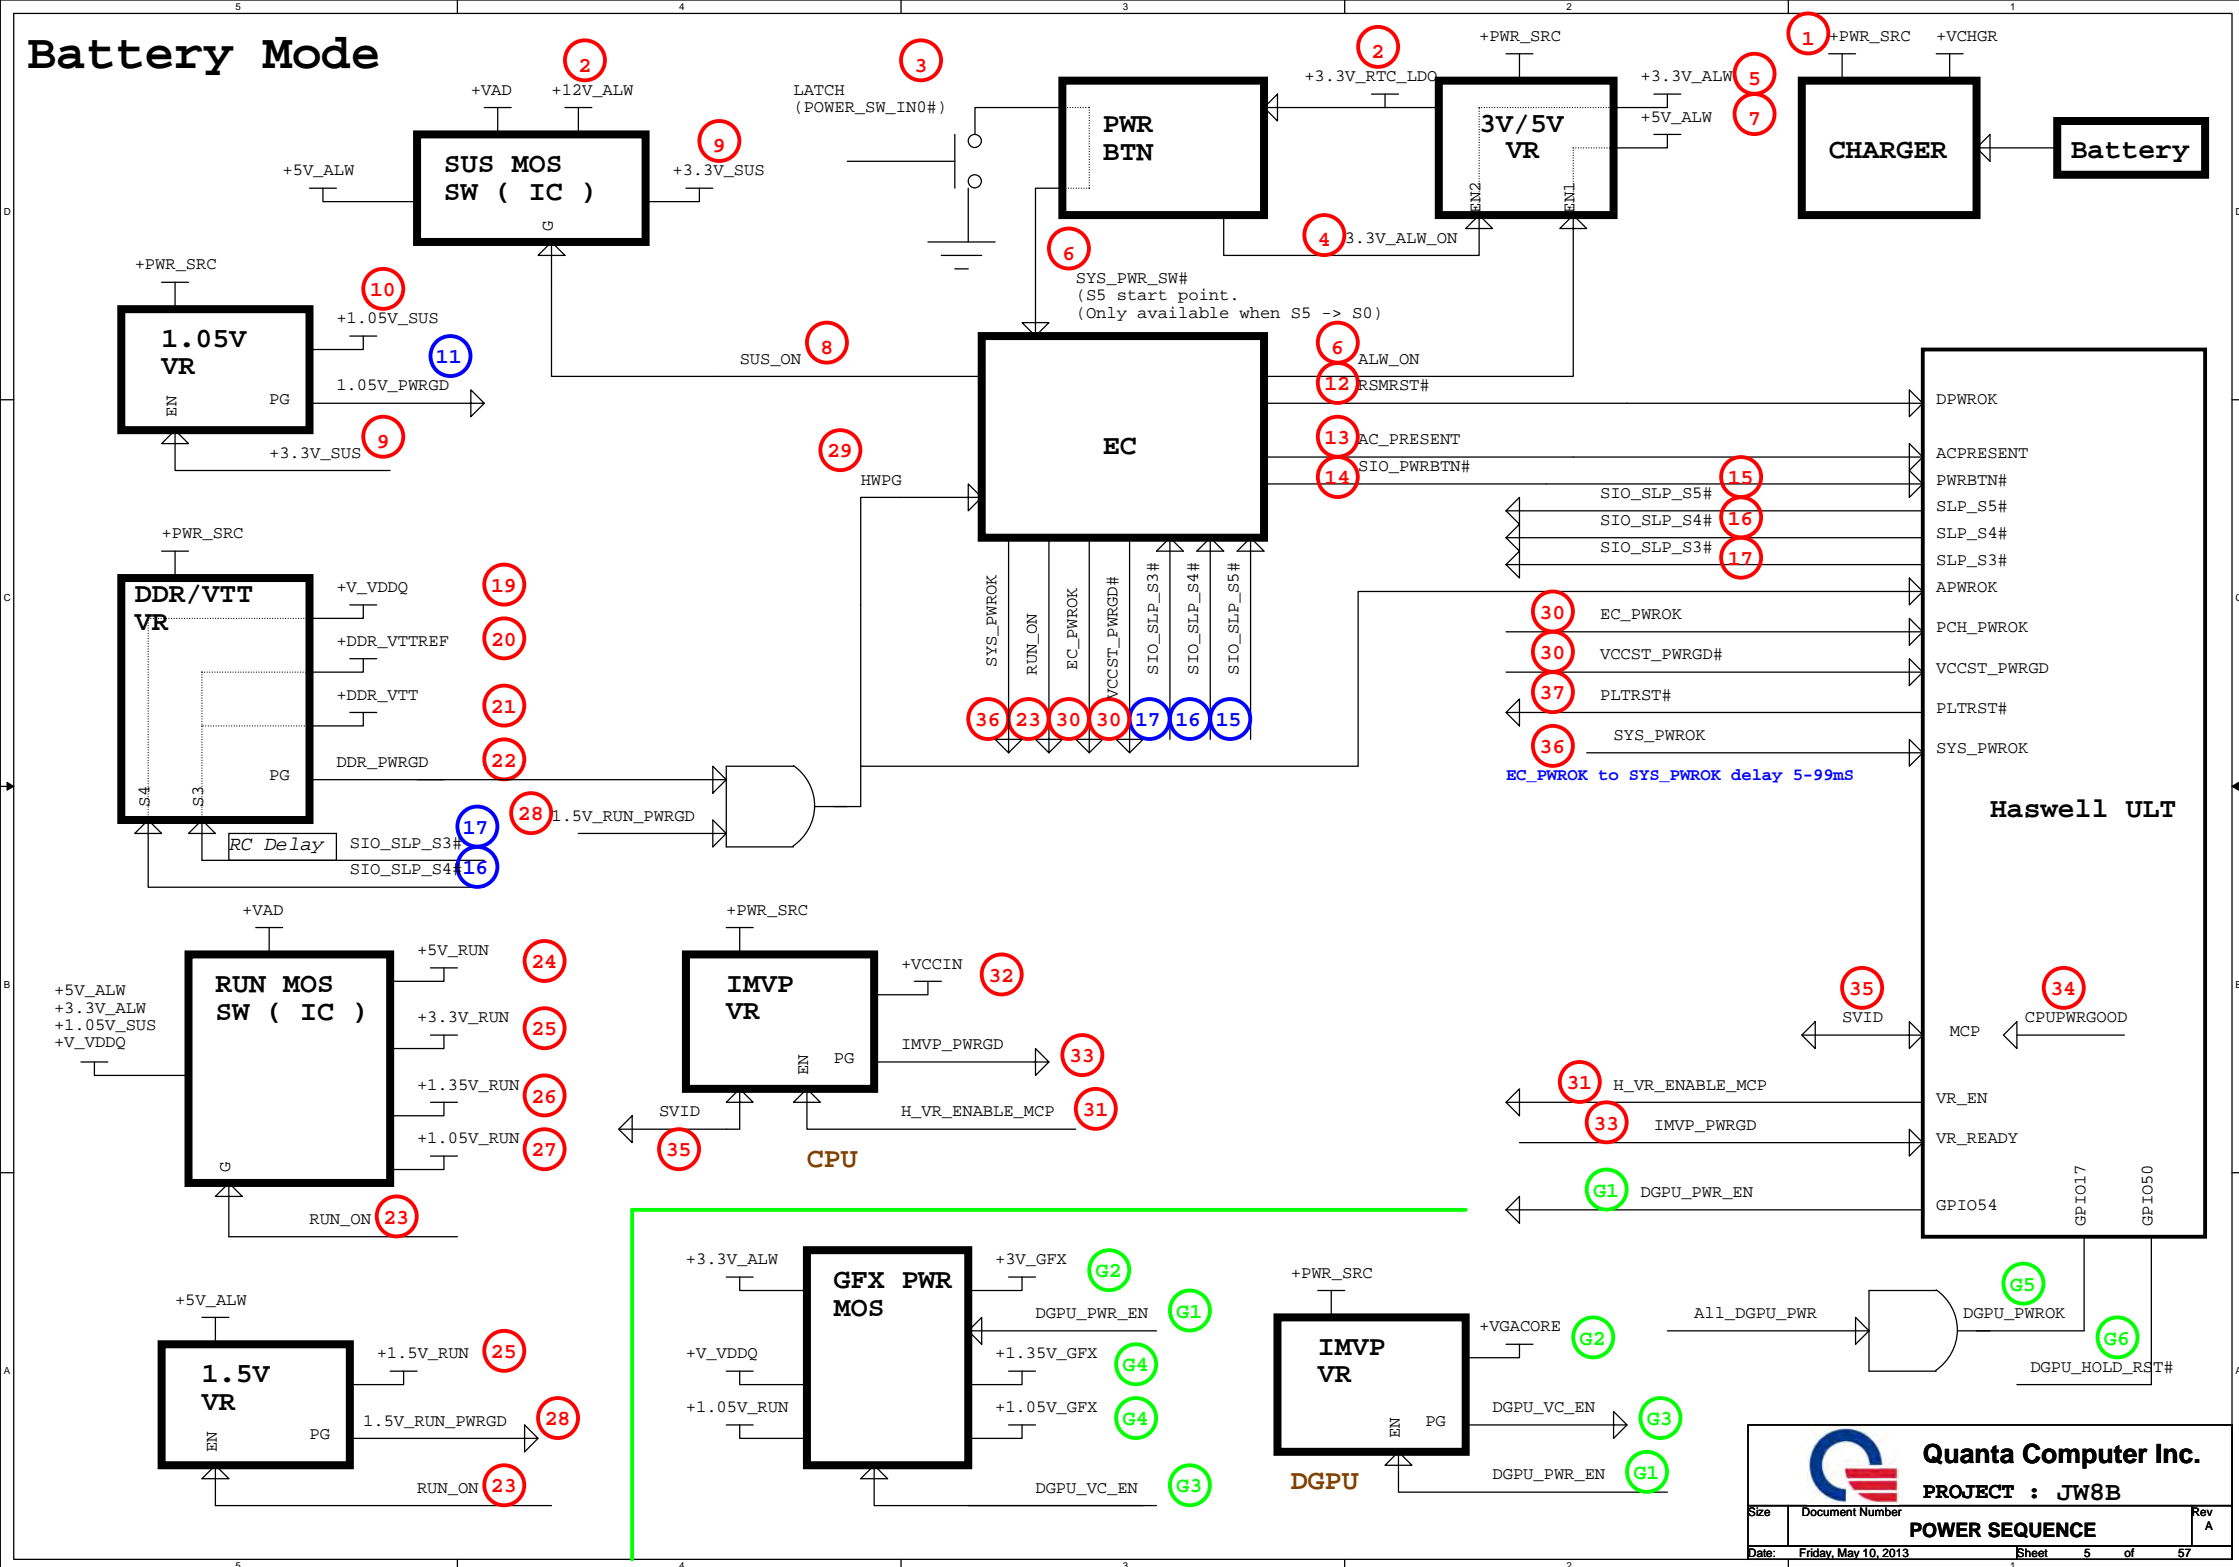 5
4
3
2
1
Battery Mode
2
+VAD
+12V_ALW
+5V_ALW
SUS MOS
SW ( IC )
G
9
+3.3V_SUS
3
LATCH
(POWER_SW_IN0#)
PWR
BTN
2
+3.3V_RTC_LDO
+PWR_SRC
3V/5V
VR
EN2
EN1
+3.3V_ALW
5
+5V_ALW
7
1
+PWR_SRC
+VCHGR
CHARGER
Battery
D
D
4
3.3V_ALW_ON
6
SYS_PWR_SW#
(S5 start point.
(Only available when S5 -> S0)
+PWR_SRC
1.05V
VR
EN
PG
10
+1.05V_SUS
11
1.05V_PWRGD
9
+3.3V_SUS
SUS_ON
8
EC
6
ALW_ON
12
RSMRST#
13
AC_PRESENT
14
SIO_PWRBTN#
29
HWPG
SYS_PWROK
RUN_ON
EC_PWROK
VCCST_PWRGD#
SIO_SLP_S3#
SIO_SLP_S4#
SIO_SLP_S5#
36
23
30
30
17
16
15
SIO_SLP_S5#
15
SIO_SLP_S4#
16
SIO_SLP_S3#
17
30
EC_PWROK
30
VCCST_PWRGD#
37
PLTRST#
36
SYS_PWROK
EC_PWROK to SYS_PWROK delay 5-99mS
DPWROK
ACPRESENT
PWRBTN#
SLP_S5#
SLP_S4#
SLP_S3#
APWROK
PCH_PWROK
VCCST_PWRGD
PLTRST#
SYS_PWROK
Haswell ULT
C
C
+PWR_SRC
DDR/VTT
VR
S4
S3
PG
+V_VDDQ
19
+DDR_VTTREF
20
+DDR_VTT
21
DDR_PWRGD
22
28
1.5V_RUN_PWRGD
RC Delay
SIO_SLP_S3#
17
SIO_SLP_S4#
16
+VAD
RUN MOS
SW ( IC )
G
+5V_ALW
+3.3V_ALW
+1.05V_SUS
+V_VDDQ
+5V_RUN
24
+3.3V_RUN
25
+1.35V_RUN
26
+1.05V_RUN
27
RUN_ON
23
B
B
+PWR_SRC
IMVP
VR
EN
PG
+VCCIN
32
IMVP_PWRGD
33
SVID
35
H_VR_ENABLE_MCP
31
CPU
35
SVID
MCP
34
CPUPWRGOOD
31
H_VR_ENABLE_MCP
VR_EN
33
IMVP_PWRGD
VR_READY
G1
DGPU_PWR_EN
GPIO54
GPIO17
GPIO50
+5V_ALW
1.5V
VR
EN
PG
+1.5V_RUN
25
1.5V_RUN_PWRGD
28
RUN_ON
23
+3.3V_ALW
+V_VDDQ
+1.05V_RUN
GFX PWR
MOS
+3V_GFX
G2
DGPU_PWR_EN
G1
+1.35V_GFX
G4
+1.05V_GFX
G4
DGPU_VC_EN
G3
+PWR_SRC
IMVP
VR
EN
PG
+VGACORE
G2
DGPU_VC_EN
G3
DGPU_PWR_EN
G1
DGPU
All_DGPU_PWR
G5
DGPU_PWROK
G6
DGPU_HOLD_RST#
A
A
Quanta Computer Inc.
PROJECT : JW8B
Size
Document Number
Rev
POWER SEQUENCE
A
Date:
Friday, May 10, 2013
Sheet
5
of
57
5
4
3
2
1